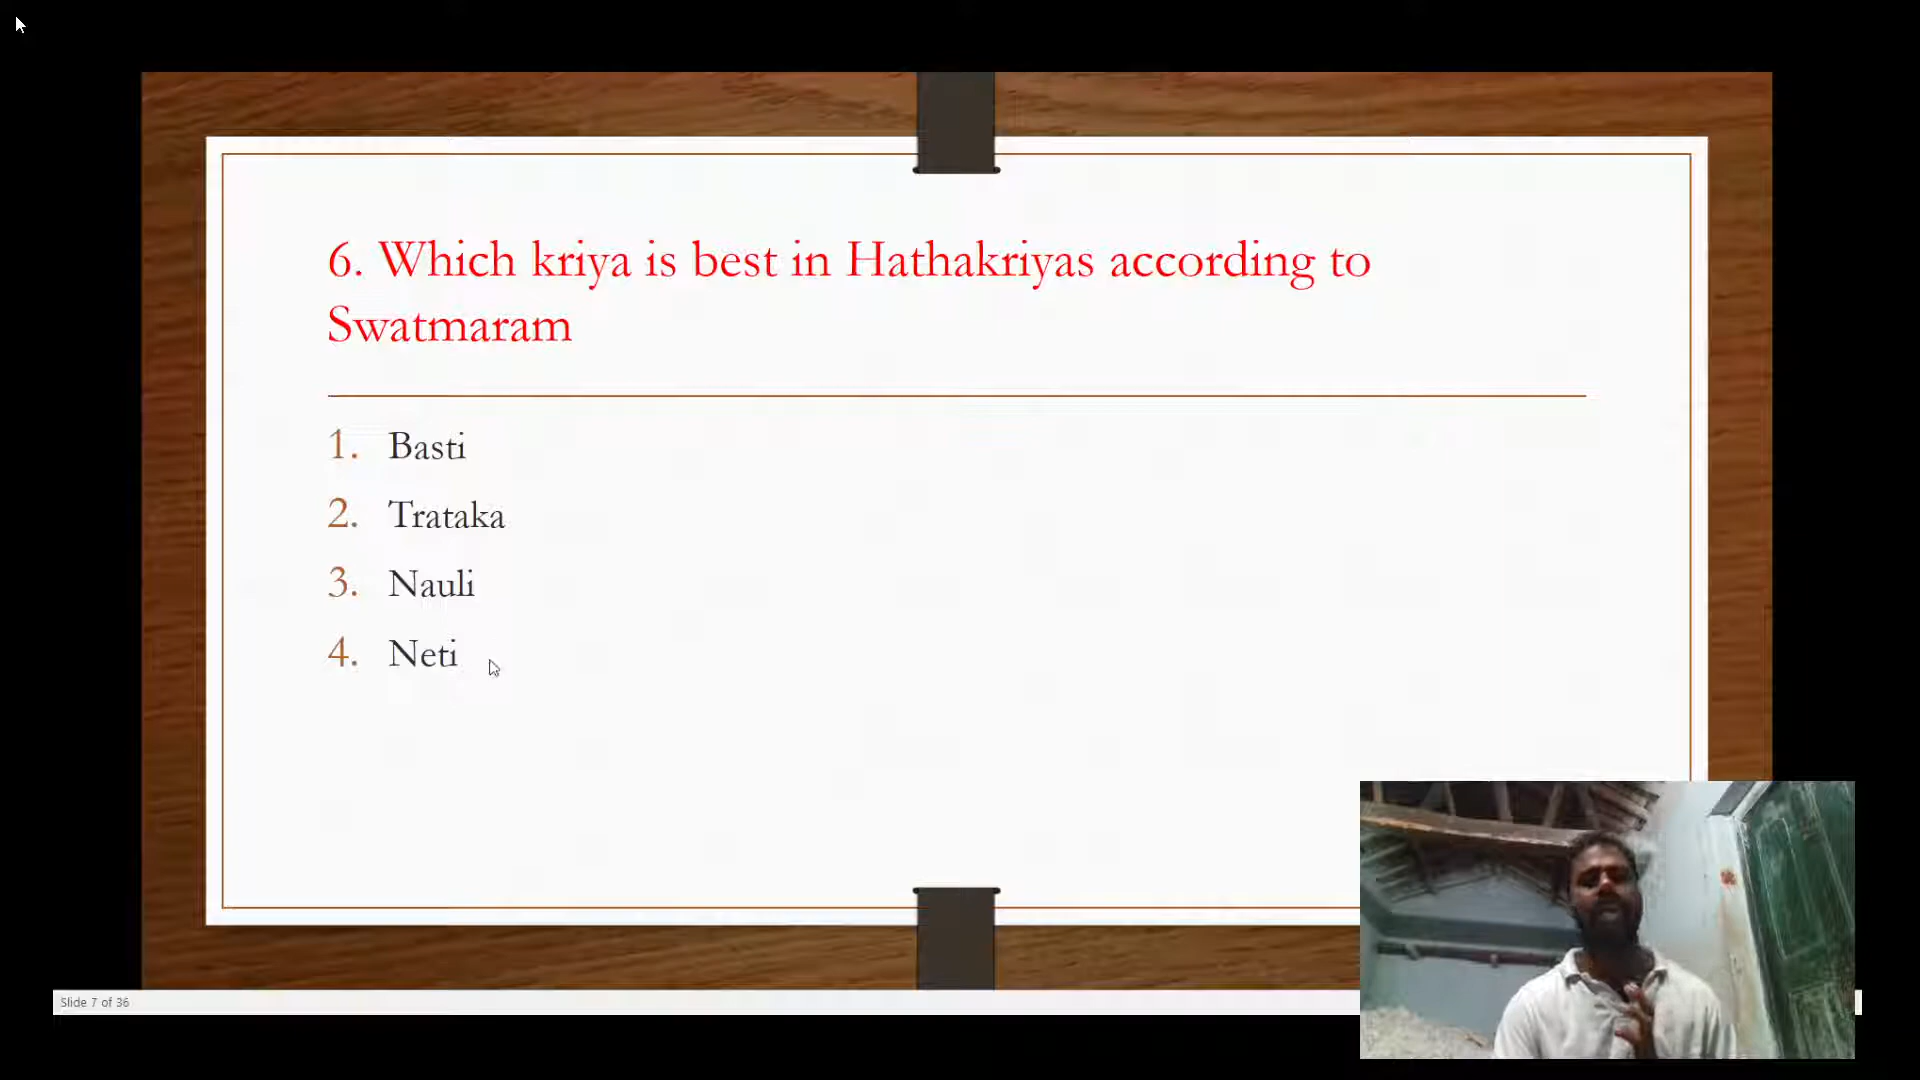 6. Which kriya is best in Hathakriyas according to
Swatmaram
1. Basti
2. Trataka
3. Nauli
4. Neti
Slide 7 of 36